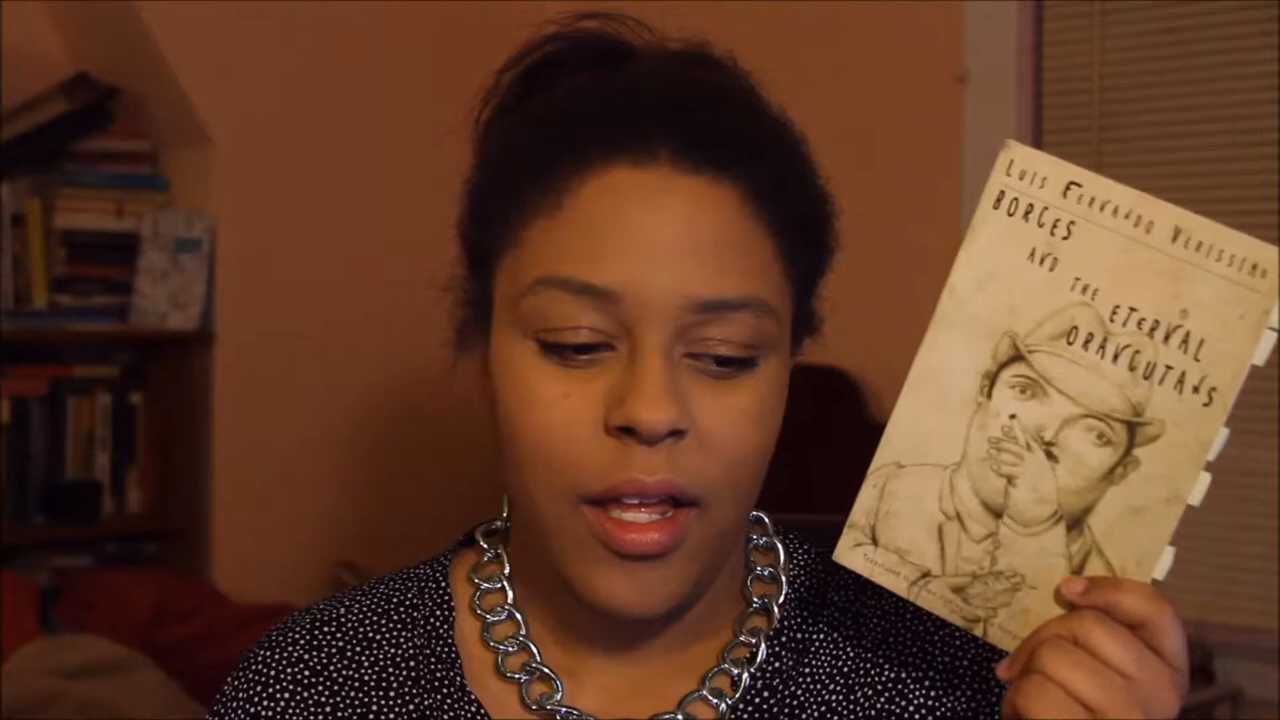 LUIS FERNANDO VERISSIMO
BORGES
AND THE ETERNAL
ORANGUTANS